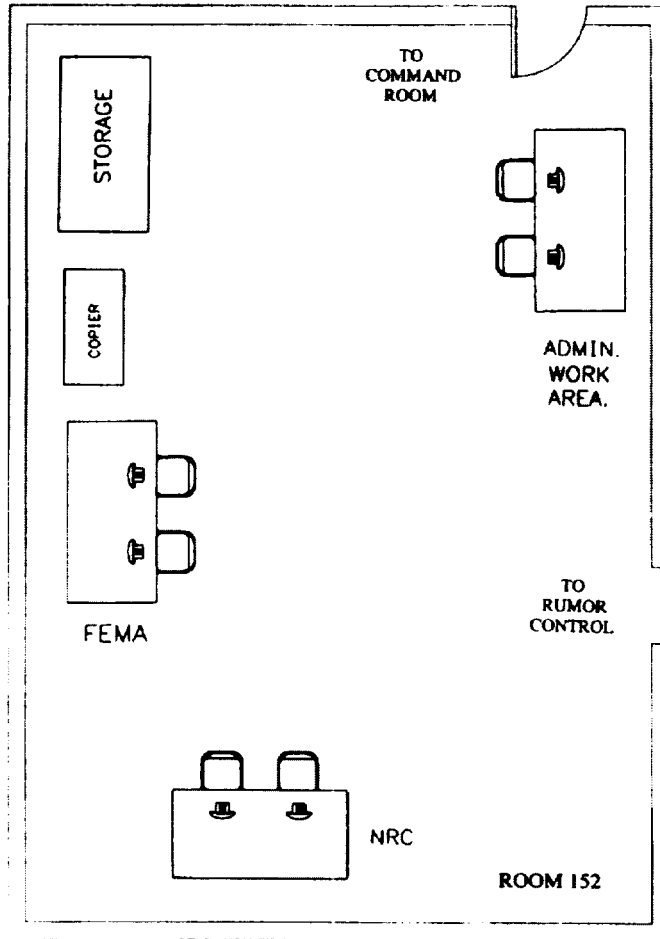 TO
COMMAND
ROOM
STORAGE
COPIER
ADMIN.
WORK
AREA.
FEMA
TO
RUMOR
CONTROL
NRC
ROOM 152